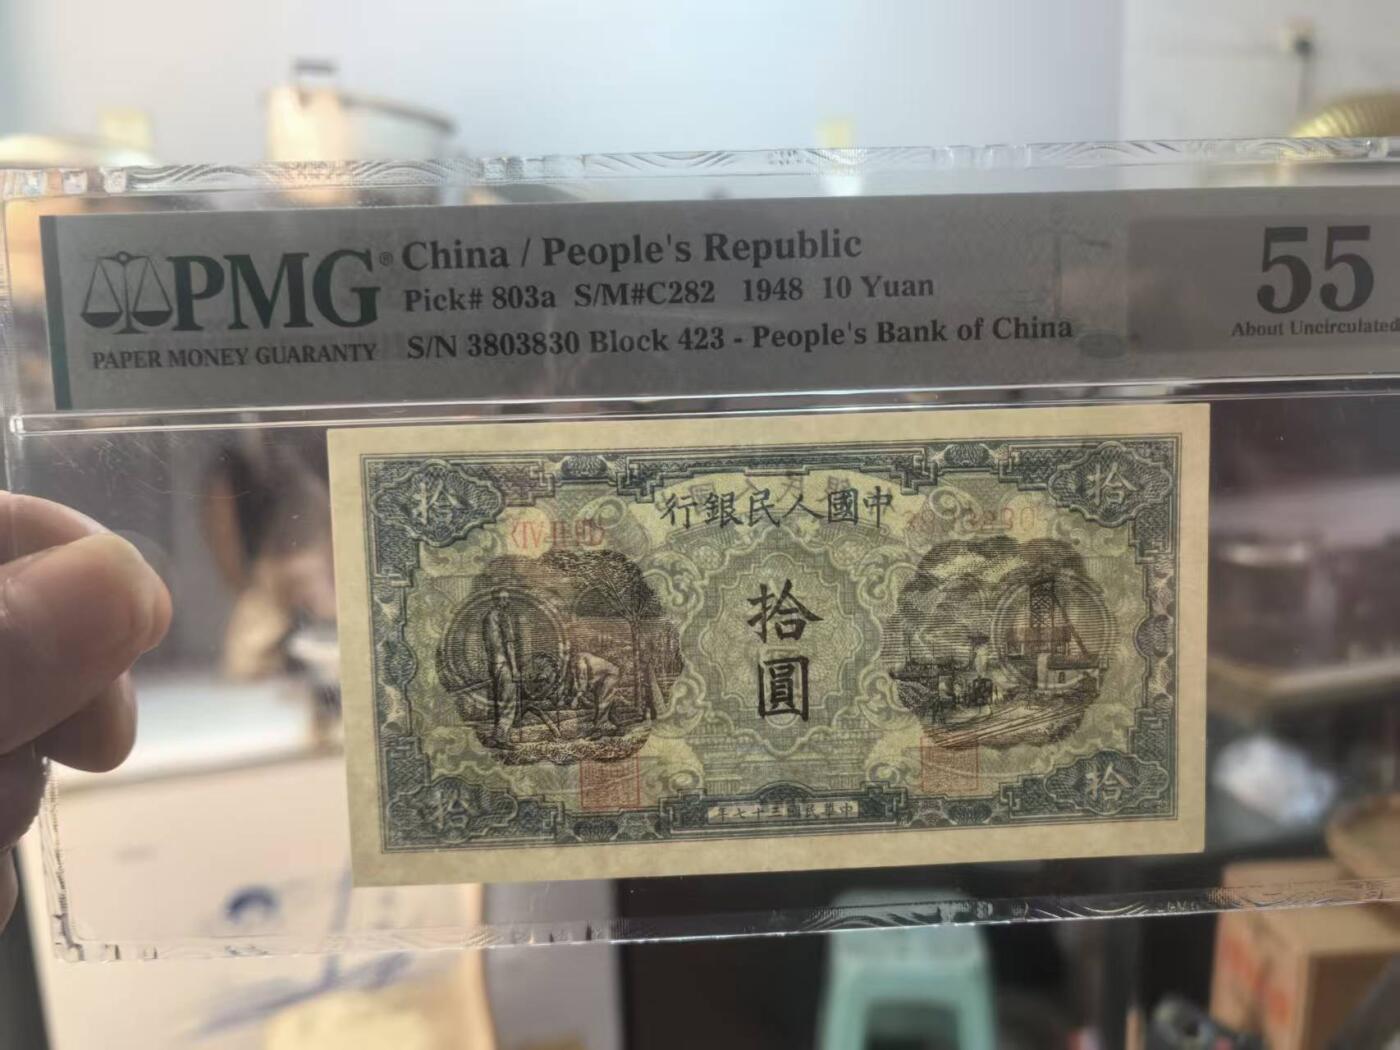 PMG®
PAPER MONEY GUARANTY
China / People's Republic
Pick# 803a S/M#C282 1948 10 Yuan
S/N 3803830 Block 423 - People's Bank of China
55
About Uncirculated
行銀民人國中
拾
拾
拾
圓
拾
拾
年七十三國民華中